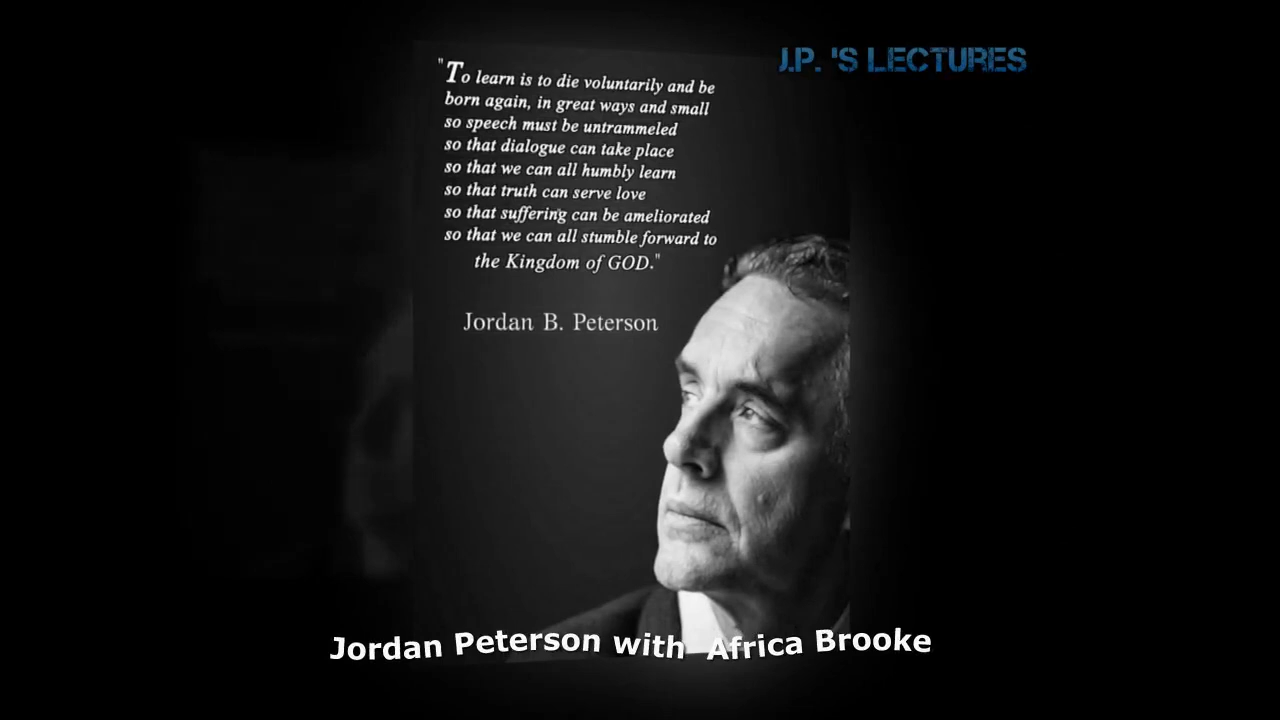 J.P. 'S LECTURES
"To learn is to die voluntarily and be
born again, in great ways and small
so speech must be untrammeled
so that dialogue can take place
so that we can all humbly learn
so that truth can serve love
so that suffering can be ameliorated
so that we can all stumble forward to
the Kingdom of GOD."
Jordan B. Peterson
Jordan Peterson with Africa Brooke